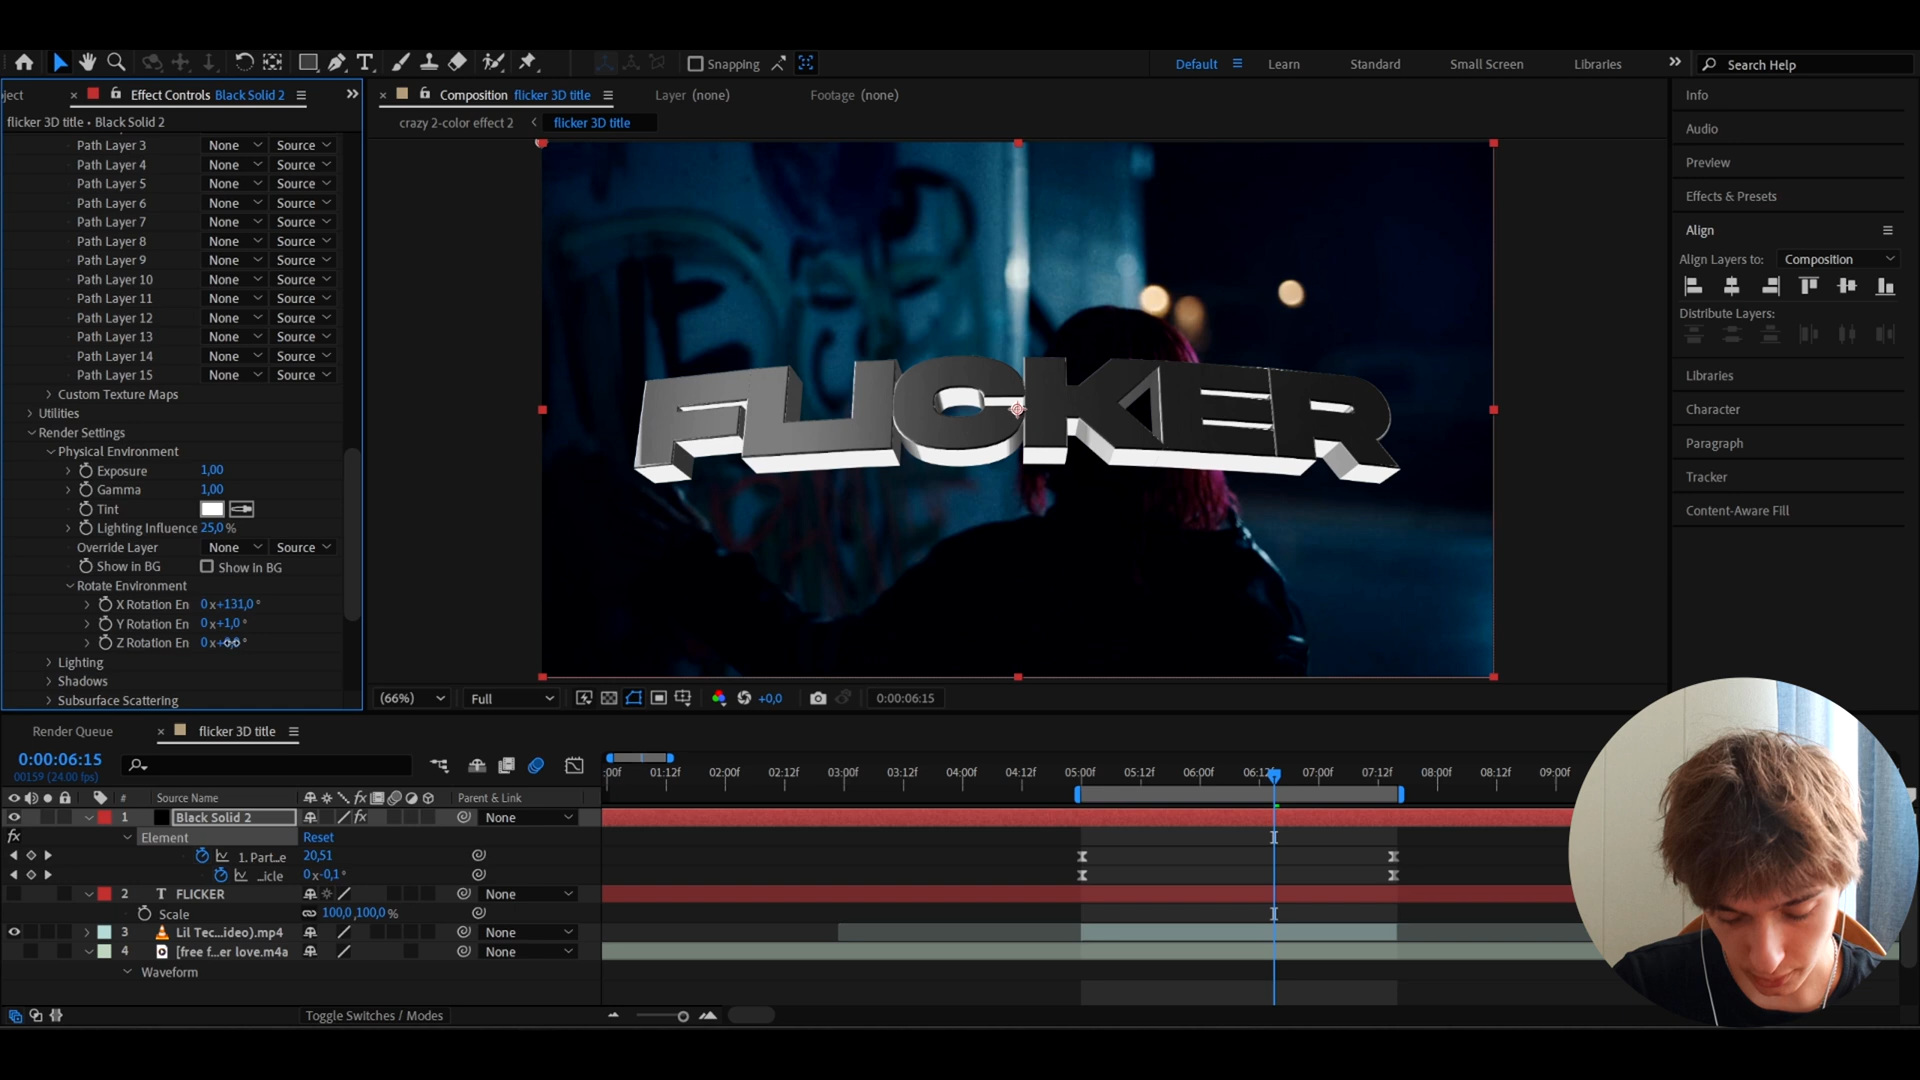 Snapping
Default
Learn
Standard
Small Screen
Libraries
Search Help
ject
Effect Controls Black Solid 2
Composition flicker 3D title
Layer (none)
Footage (none)
flicker 3D title • Black Solid 2
crazy 2-color effect 2
flicker 3D title
Path Layer 3 None Source
Path Layer 4 None Source
Path Layer 5 None Source
Path Layer 6 None Source
Path Layer 7 None Source
Path Layer 8 None Source
Path Layer 9 None Source
Path Layer 10 None Source
Path Layer 11 None Source
Path Layer 12 None Source
Path Layer 13 None Source
Path Layer 14 None Source
Path Layer 15 None Source
Custom Texture Maps
Utilities
Render Settings
Physical Environment
Exposure 1,00
Gamma 1,00
Tint
Lighting Influence 25,0 %
Override Layer None Source
Show in BG Show in BG
Rotate Environment
X Rotation En 0 x+131,0 °
Y Rotation En 0 x+1,0 °
Z Rotation En 0 x+0,0 °
Lighting
Shadows
Subsurface Scattering
FLICKER
(66%)
Full
+0,0
0:00:06:15
Info
Audio
Preview
Effects & Presets
Align
Align Layers to: Composition
Distribute Layers:
Libraries
Character
Paragraph
Tracker
Content-Aware Fill
Render Queue
flicker 3D title
0:00:06:15
00159 (24.00 fps)
:00f 01:12f 02:00f 02:12f 03:00f 03:12f 04:00f 04:12f 05:00f 05:12f 06:00f 06:12f 07:00f 07:12f 08:00f 08:12f 09:00f
# Source Name fx Parent & Link
1 Black Solid 2 fx None
fx Element Reset
1. Part...e 20,51
...icle 0 x-0,1 °
2 T FLICKER None
Scale 100,0 ,100,0 %
3 Lil Tec...ideo).mp4 None
4 [free f...er love.m4a None
Waveform
Toggle Switches / Modes